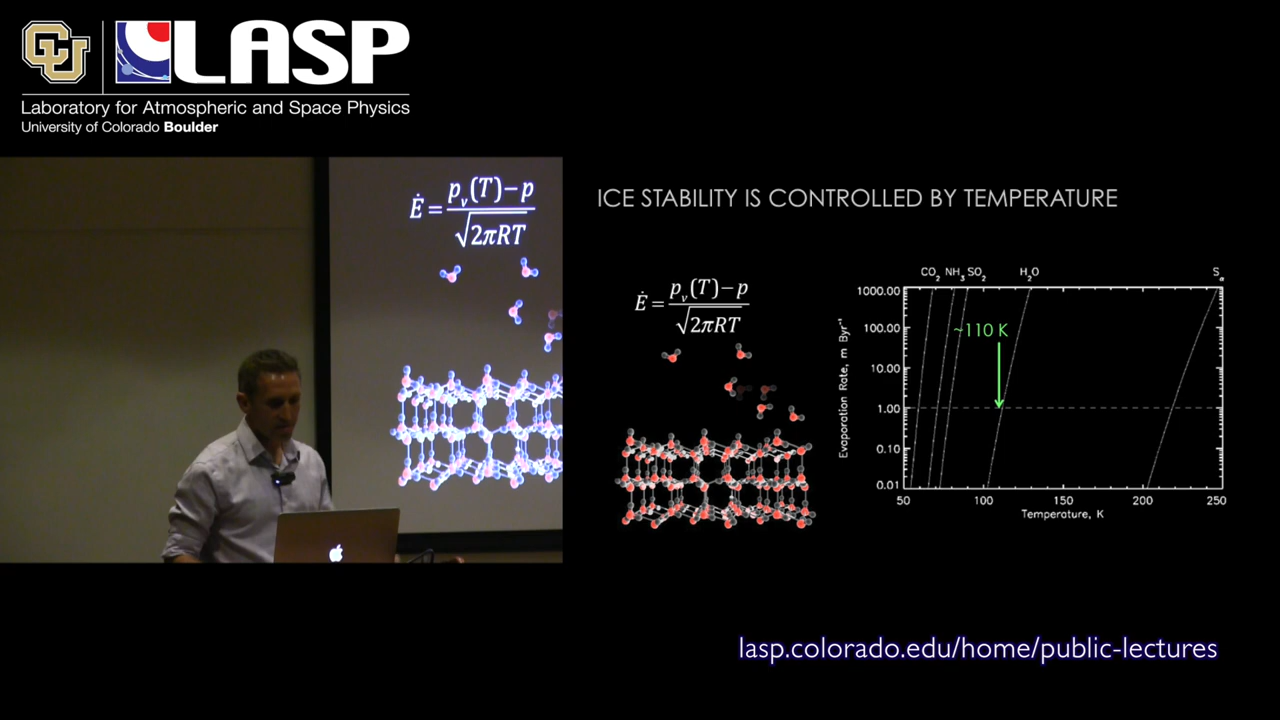 CU
LASP
Laboratory for Atmospheric and Space Physics
University of Colorado Boulder
Ė = pᵥ(T)−p / √2πRT
ICE STABILITY IS CONTROLLED BY TEMPERATURE
Ė = pᵥ(T)−p / √2πRT
CO₂ NH₃ SO₂ H₂O Sα
1000.00
100.00
10.00
1.00
0.10
0.01
Evaporation Rate, m Byr⁻¹
~110 K
50 100 150 200 250
Temperature, K
lasp.colorado.edu/home/public-lectures